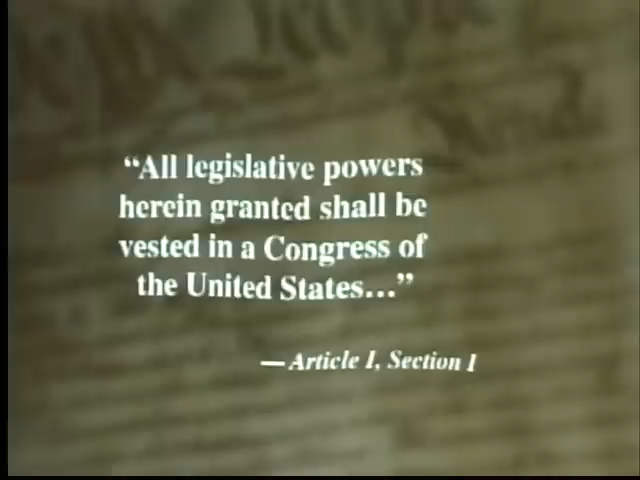 “All legislative powers
herein granted shall be
vested in a Congress of
the United States...”
— Article I, Section I